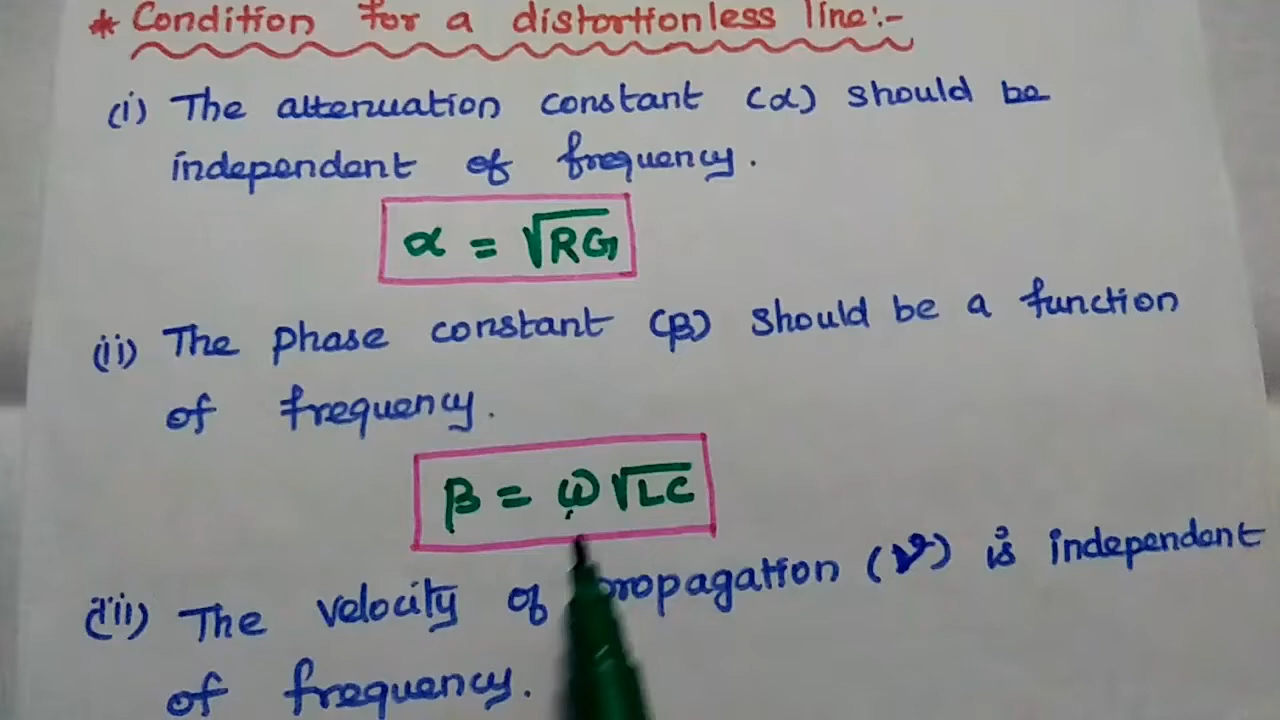 * Condition for a distortionless line:-
(i) The attenuation constant (α) should be
independent of frequency.
α = √RG
(ii) The phase constant (β) should be a function
of frequency.
β = ω√LC
(iii) The velocity of propagation (ϑ) is independent
of frequency.